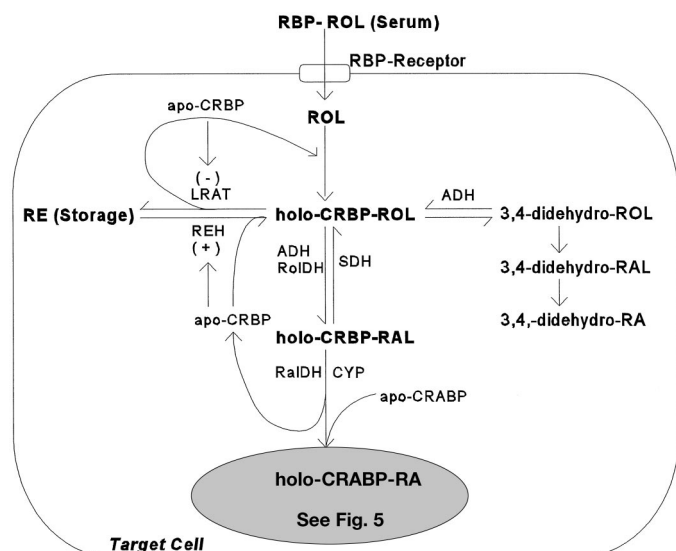 RBP- ROL (Serum)
RBP-Receptor
apo-CRBP
ROL
(-)
LRAT
RE (Storage)
holo-CRBP-ROL
ADH
3,4-didehydro-ROL
REH
(+)
ADH
RolDH
SDH
3,4-didehydro-RAL
apo-CRBP
holo-CRBP-RAL
3,4,-didehydro-RA
RalDH
CYP
apo-CRABP
holo-CRABP-RA
See Fig. 5
Target Cell